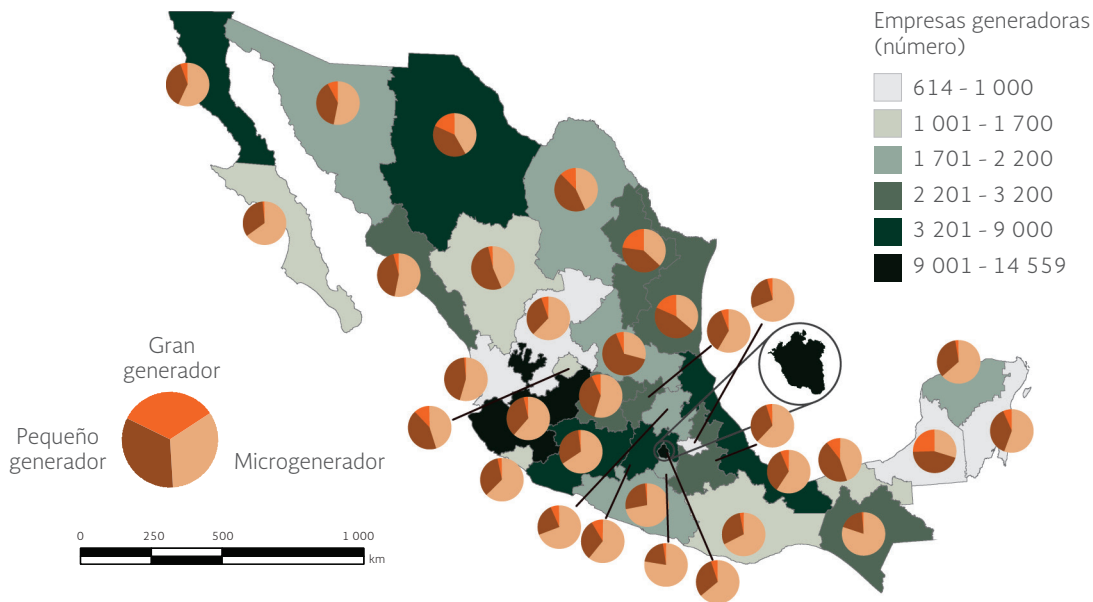 Empresas generadoras
(número)
614 - 1 000
1 001 - 1 700
1 701 - 2 200
2 201 - 3 200
3 201 - 9 000
9 001 - 14 559
Gran
generador
Pequeño
generador
Microgenerador
0 250 500 1 000
km